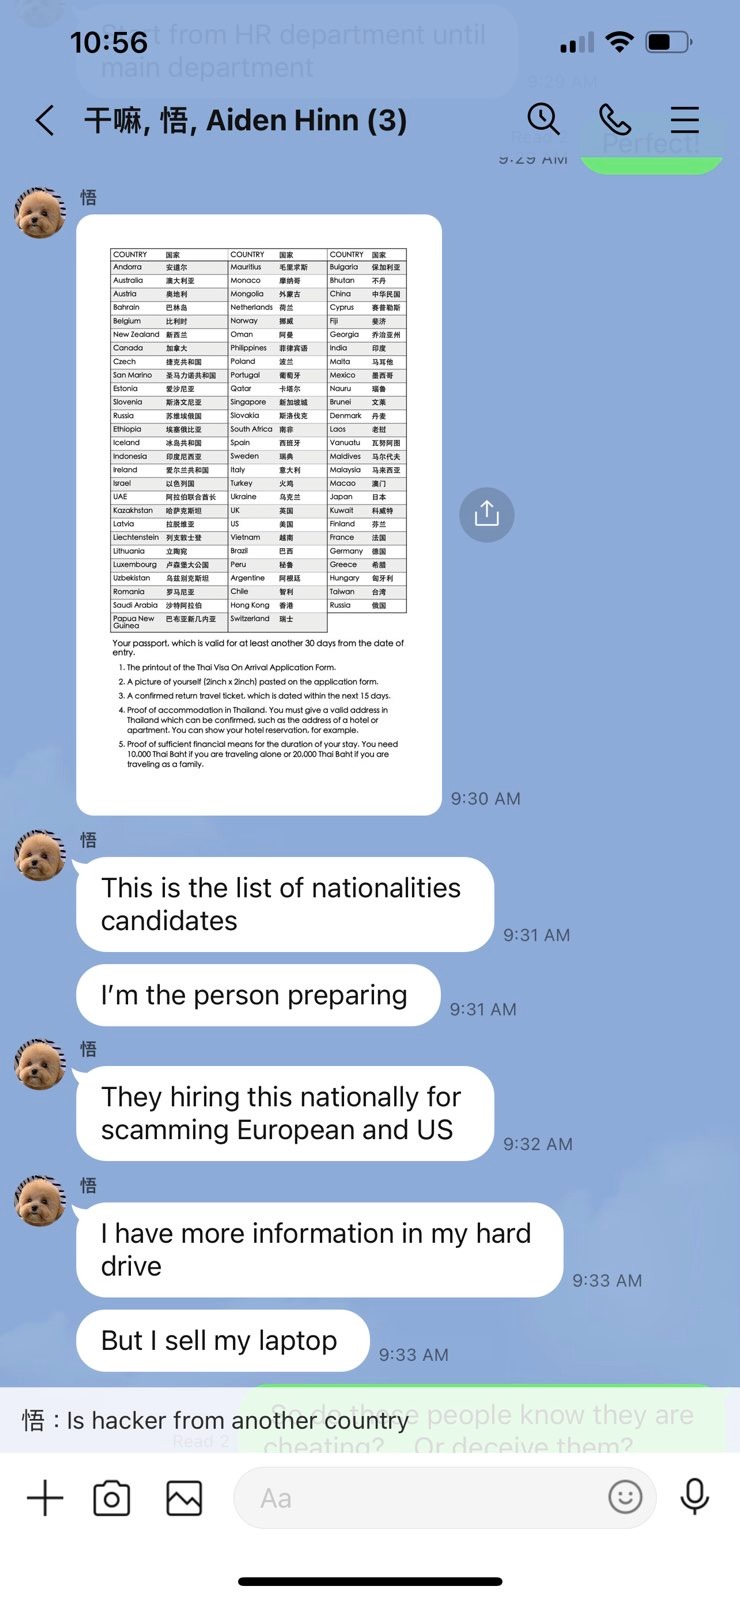 Start from HR department until
10:56
main department
9:29 AM
干嘛, 悟, Aiden Hinn (3)
Read 2
Perfect!
9:29 AM
悟
COUNTRY 国家 COUNTRY 国家 COUNTRY 国家
Andorra 安道尔 Mauritius 毛里求斯 Bulgaria 保加利亚
Australia 澳大利亚 Monaco 摩纳哥 Bhutan 不丹
Austria 奥地利 Mongolia 外蒙古 China 中华民国
Bahrain 巴林岛 Netherlands 荷兰 Cyprus 赛普勒斯
Belgium 比利时 Norway 挪威 Fiji 斐济
New Zealand 新西兰 Oman 阿曼 Georgia 乔治亚州
Canada 加拿大 Philippines 菲律宾语 India 印度
Czech 捷克共和国 Poland 波兰 Malta 马耳他
San Marino 圣马力诺共和国 Portugal 葡萄牙 Mexico 墨西哥
Estonia 爱沙尼亚 Qatar 卡塔尔 Nauru 瑙鲁
Slovenia 斯洛文尼亚 Singapore 新加坡城 Brunei 文莱
Russia 苏维埃俄国 Slovakia 斯洛伐克 Denmark 丹麦
Ethiopia 埃塞俄比亚 South Africa 南非 Laos 老挝
Iceland 冰岛共和国 Spain 西班牙 Vanuatu 瓦努阿图
Indonesia 印度尼西亚 Sweden 瑞典 Maldives 马尔代夫
Ireland 爱尔兰共和国 Italy 意大利 Malaysia 马来西亚
Israel 以色列国 Turkey 火鸡 Macao 澳门
UAE 阿拉伯联合酋长 Ukraine 乌克兰 Japan 日本
Kazakhstan 哈萨克斯坦 UK 英国 Kuwait 科威特
Latvia 拉脱维亚 US 美国 Finland 芬兰
Liechtenstein 列支敦士登 Vietnam 越南 France 法国
Lithuania 立陶宛 Brazil 巴西 Germany 德国
Luxembourg 卢森堡大公国 Peru 秘鲁 Greece 希腊
Uzbekistan 乌兹别克斯坦 Argentine 阿根廷 Hungary 匈牙利
Romania 罗马尼亚 Chile 智利 Taiwan 台湾
Saudi Arabia 沙特阿拉伯 Hong Kong 香港 Russia 俄国
Papua New Guinea 巴布亚新几内亚 Switzerland 瑞士
Your passport, which is valid for at least another 30 days from the date of
entry.
1. The printout of the Thai Visa On Arrival Application Form.
2. A picture of yourself (2inch x 2inch) pasted on the application form.
3. A confirmed return travel ticket, which is dated within the next 15 days.
4. Proof of accommodation in Thailand. You must give a valid address in
Thailand which can be confirmed, such as the address of a hotel or
apartment. You can show your hotel reservation, for example.
5. Proof of sufficient financial means for the duration of your stay. You need
10,000 Thai Baht if you are traveling alone or 20,000 Thai Baht if you are
traveling as a family.
9:30 AM
悟
This is the list of nationalities
candidates
9:31 AM
I'm the person preparing
9:31 AM
悟
They hiring this nationally for
scamming European and US
9:32 AM
悟
I have more information in my hard
drive
9:33 AM
But I sell my laptop
9:33 AM
So do these people know they are
悟 : Is hacker from another country
Read 2
cheating? Or deceive them?
Aa